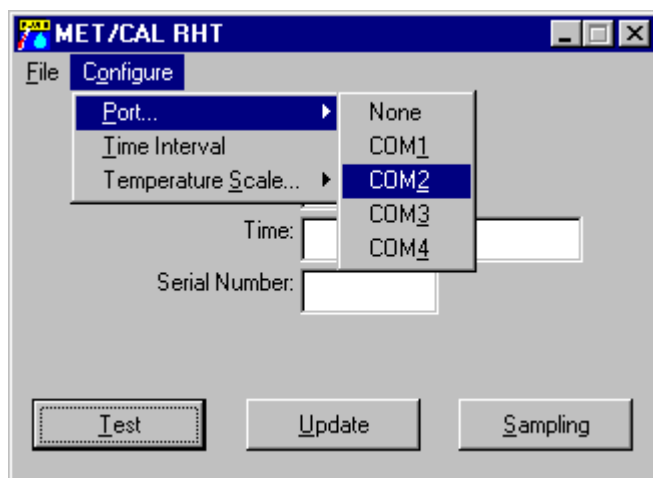 MET/CAL RHT
File Configure
Port...
None
Time Interval
COM1
Temperature Scale...
COM2
COM3
COM4
Time:
Serial Number:
Test Update Sampling